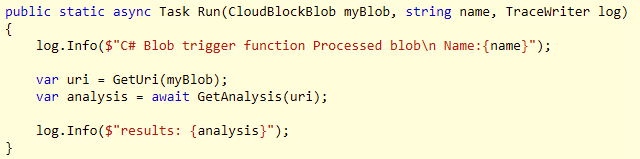 public static async Task Run(CloudBlockBlob myBlob, string name, TraceWriter log)
{
    log.Info($"C# Blob trigger function Processed blob\n Name:{name}");
    var uri = GetUri(myBlob);
    var analysis = await GetAnalysis(uri);
    log.Info($"results: {analysis}");
}